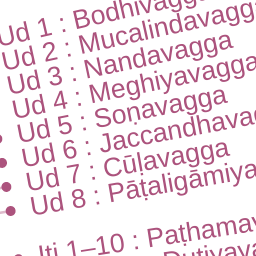 Ud 1 : Bodhivagga
Ud 2 : Mucalindavagga
Ud 3 : Nandavagga
Ud 4 : Meghiyavagga
Ud 5 : Soṇavagga
Ud 6 : Jaccandhava
Ud 7 : Cūḷavagga
Ud 8 : Pāṭaligāmiya
Iti 1–10 : Paṭhama